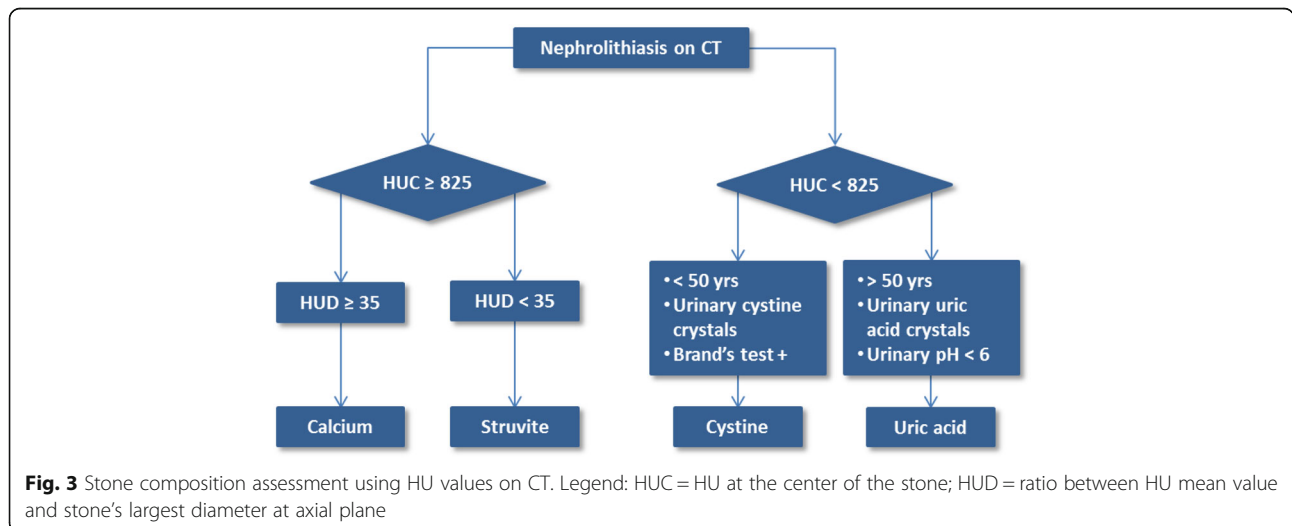 Nephrolithiasis on CT
HUC ≥ 825
HUC < 825
HUD ≥ 35
HUD < 35
• < 50 yrs
• Urinary cystine
crystals
• Brand's test +
• > 50 yrs
• Urinary uric
acid crystals
• Urinary pH < 6
Calcium
Struvite
Cystine
Uric acid
Fig. 3 Stone composition assessment using HU values on CT. Legend: HUC = HU at the center of the stone; HUD = ratio between HU mean value
and stone's largest diameter at axial plane